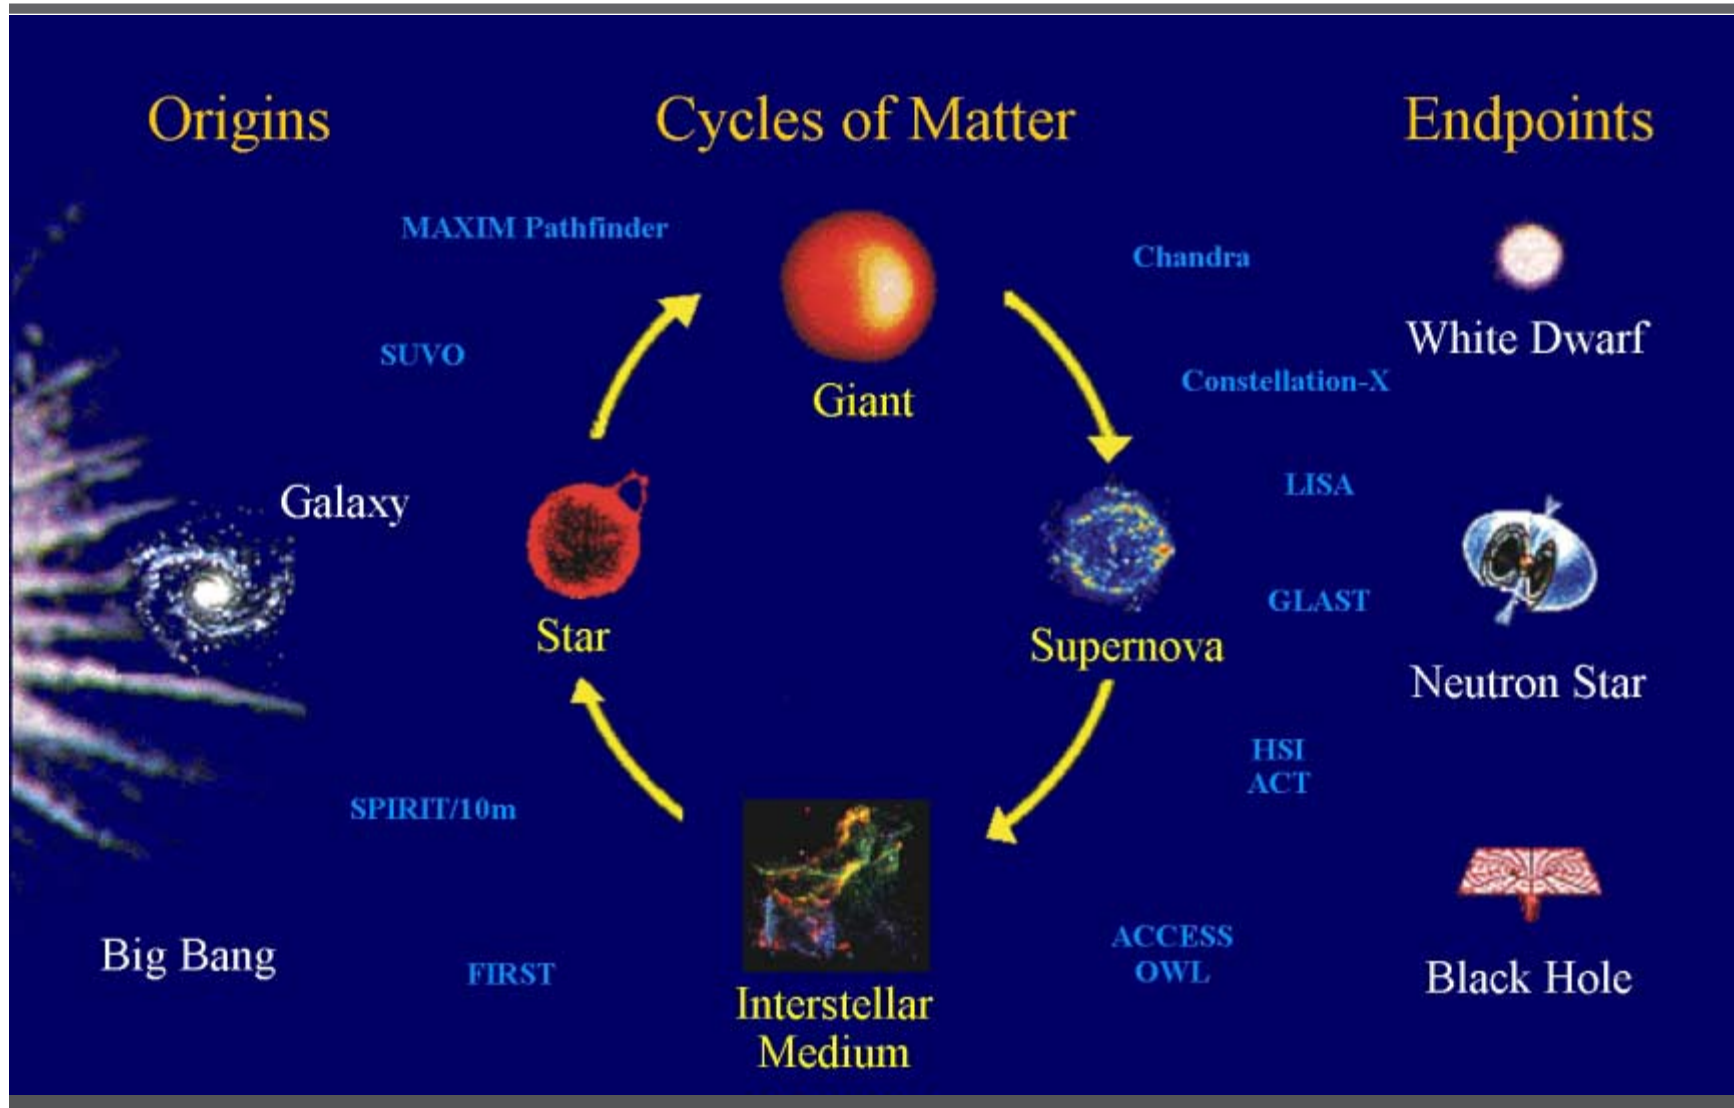 Origins
Cycles of Matter
Endpoints
MAXIM Pathfinder
Chandra
White Dwarf
SUVO
Giant
Constellation-X
Galaxy
LISA
Star
Supernova
GLAST
Neutron Star
HSI
ACT
SPIRIT/10m
Big Bang
FIRST
Interstellar
Medium
ACCESS
OWL
Black Hole